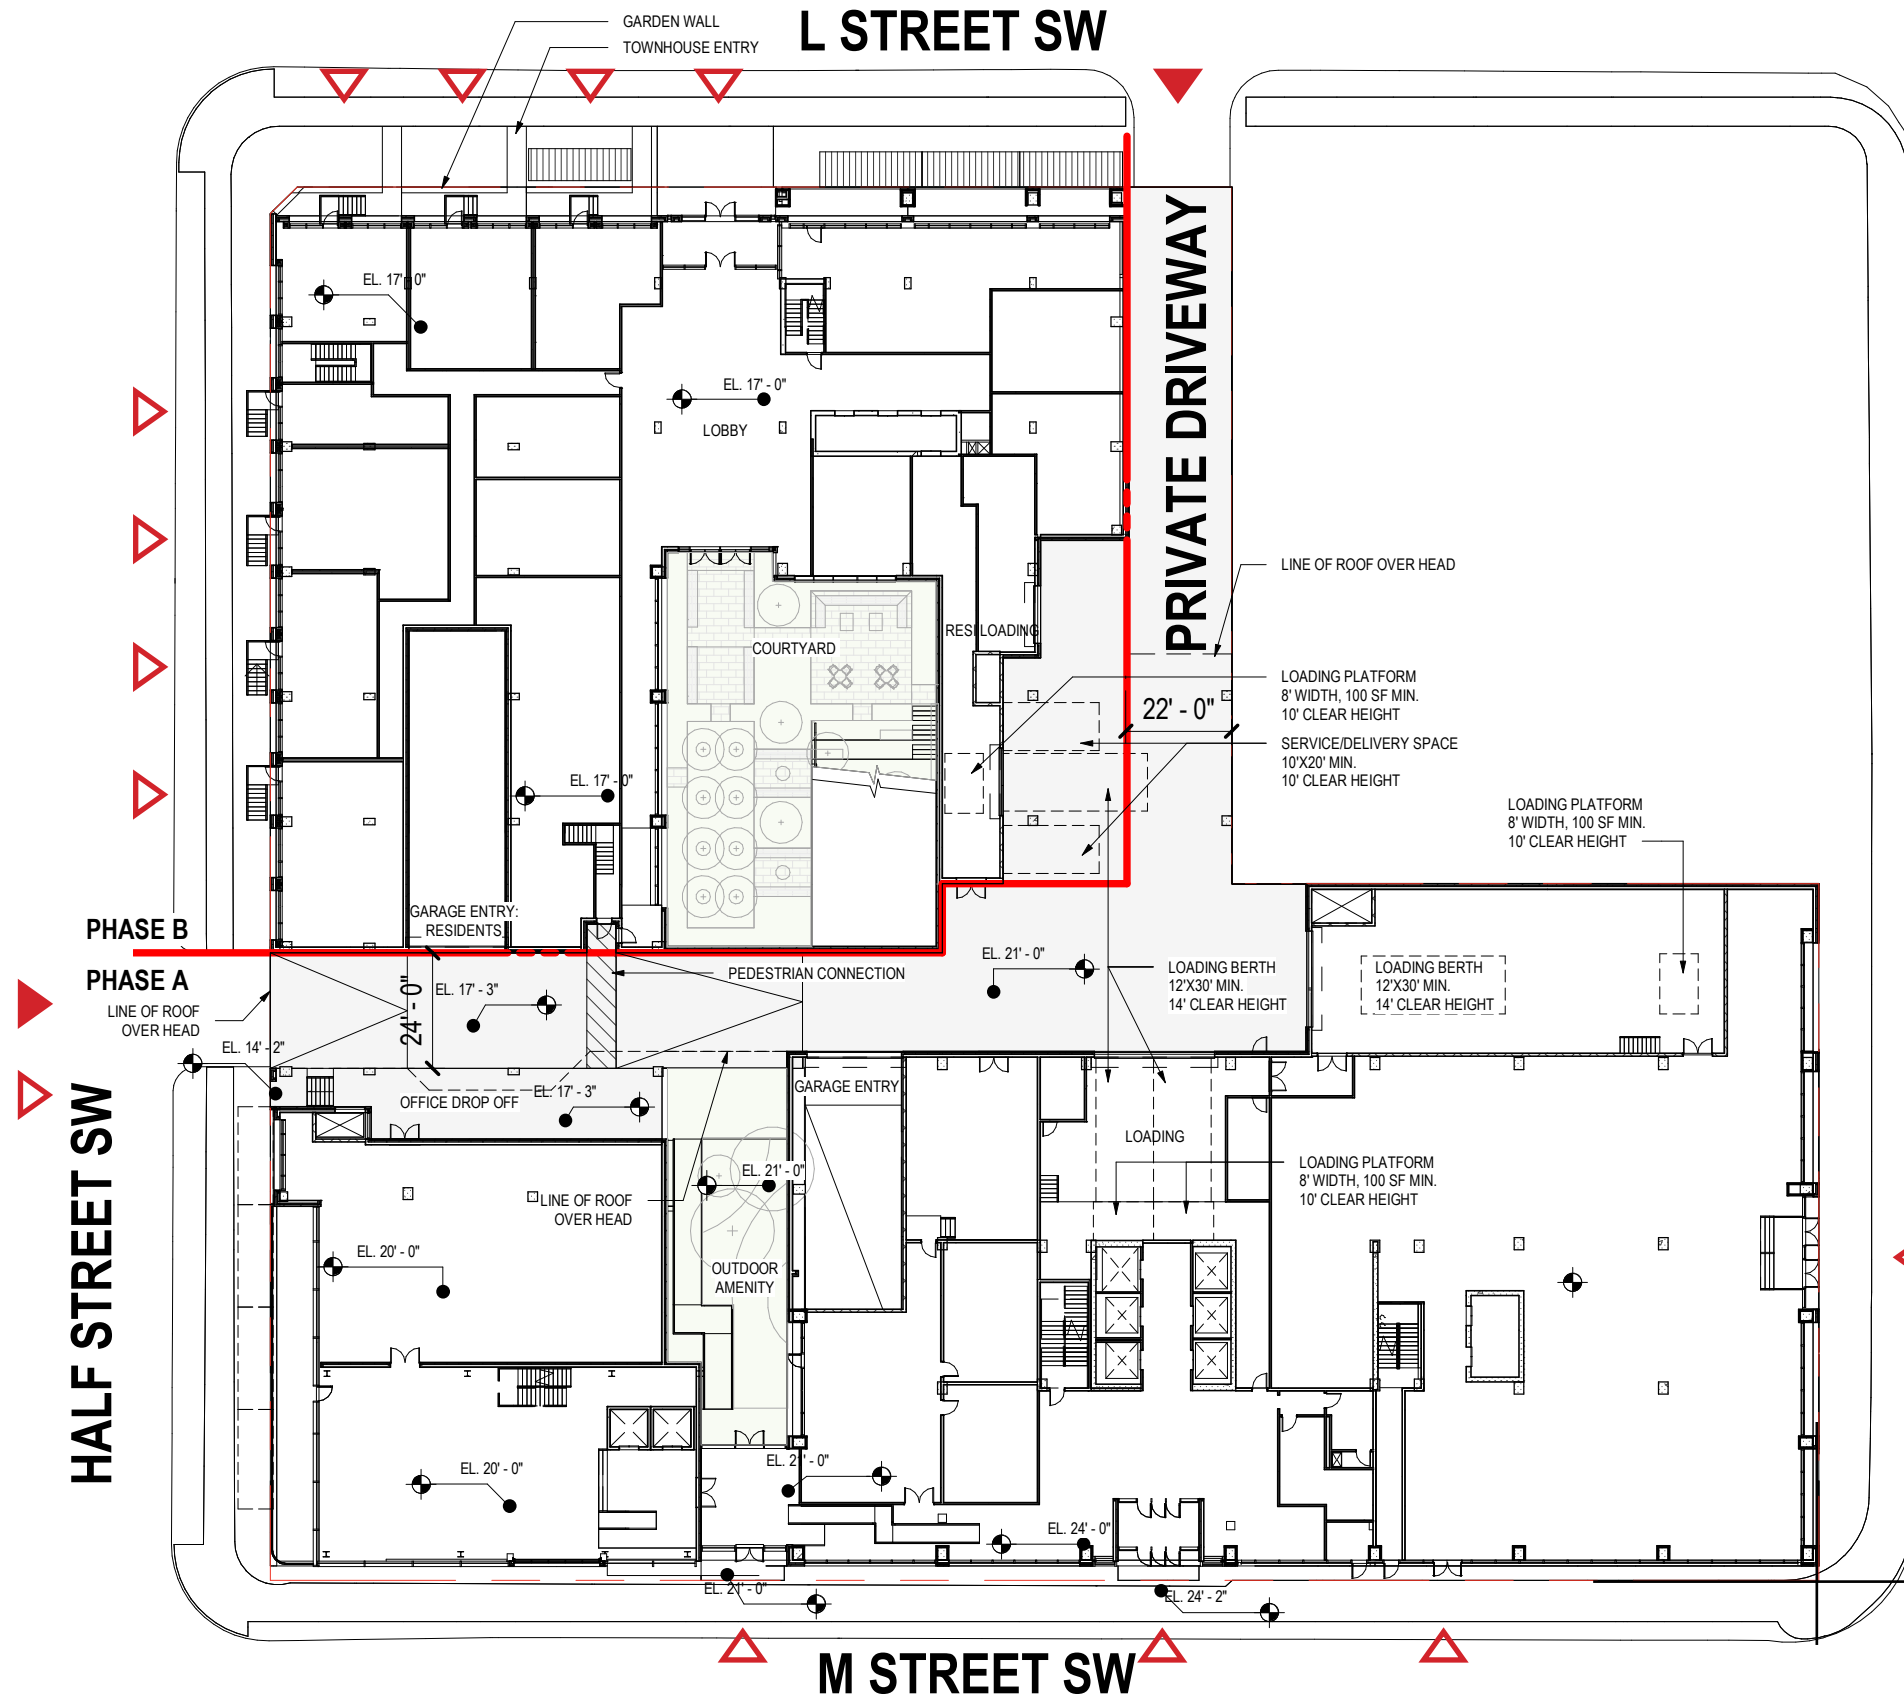 GARDEN WALL
TOWNHOUSE ENTRY
L STREET SW
PRIVATE DRIVEWAY
EL. 17' - 0"
EL. 17' - 0"
LOBBY
LINE OF ROOF OVER HEAD
RESI LOADING
COURTYARD
LOADING PLATFORM
8' WIDTH, 100 SF MIN.
10' CLEAR HEIGHT
22' - 0"
SERVICE/DELIVERY SPACE
10'X20' MIN.
10' CLEAR HEIGHT
EL. 17' - 0"
LOADING PLATFORM
8' WIDTH, 100 SF MIN.
10' CLEAR HEIGHT
GARAGE ENTRY:
RESIDENTS
PHASE B
PHASE A
LINE OF ROOF
OVER HEAD
PEDESTRIAN CONNECTION
EL. 21' - 0"
LOADING BERTH
12'X30' MIN.
14' CLEAR HEIGHT
LOADING BERTH
12'X30' MIN.
14' CLEAR HEIGHT
EL. 17' - 3"
24' - 0"
EL. 14' - 2"
HALF STREET SW
OFFICE DROP OFF
EL. 17' - 3"
GARAGE ENTRY
LOADING
LOADING PLATFORM
8' WIDTH, 100 SF MIN.
10' CLEAR HEIGHT
EL. 21' - 0"
LINE OF ROOF
OVER HEAD
EL. 20' - 0"
OUTDOOR
AMENITY
EL. 20' - 0"
EL. 21' - 0"
EL. 24' - 0"
EL. 21' - 0"
EL. 24' - 2"
M STREET SW